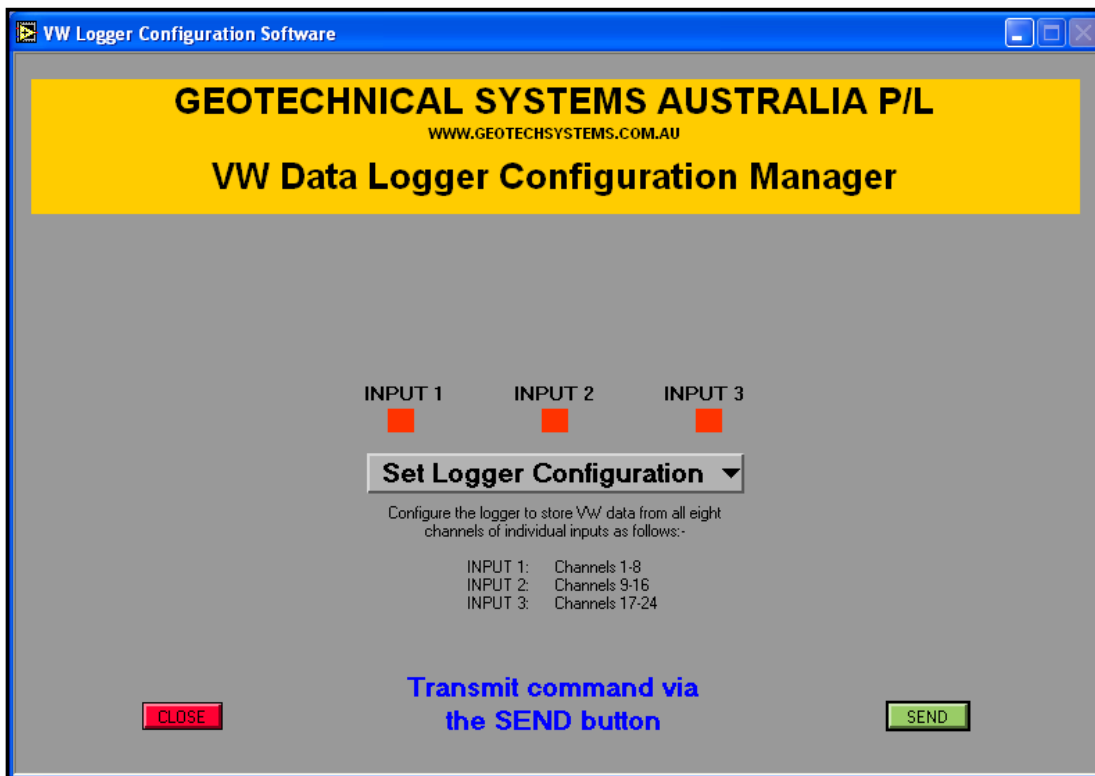 VW Logger Configuration Software
GEOTECHNICAL SYSTEMS AUSTRALIA P/L
WWW.GEOTECHSYSTEMS.COM.AU
VW Data Logger Configuration Manager
INPUT 1 INPUT 2 INPUT 3
Set Logger Configuration
Configure the logger to store VW data from all eight
channels of individual inputs as follows:-
INPUT 1: Channels 1-8
INPUT 2: Channels 9-16
INPUT 3: Channels 17-24
Transmit command via
the SEND button
CLOSE
SEND